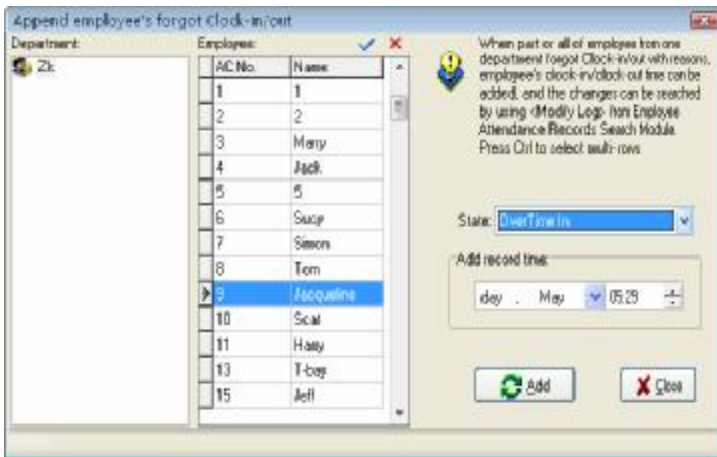 Append employee's forgot Clock-in/out
Department:
Employee:
When part or all of employee from one
department forgot Clock-in/out with reasons,
employee's clock-in/clock-out time can be
added, and the changes can be searched
by using <Modify Log> from Employee
Attendance Records Search Module.
Press Ctrl to select multi-rows
Zk
AC No. Name
1 1
2 2
3 Mary
4 Jack
5 5
6 Sucy
7 Simon
8 Tom
9 Jacqueline
10 Scat
11 Harry
13 T-bay
15 Jeff
State: OverTime In
Add record time:
day , May 05:29
Add
Close